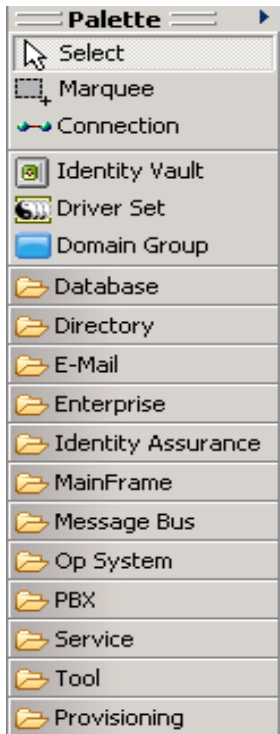 Palette
Select
Marquee
Connection
Identity Vault
Driver Set
Domain Group
Database
Directory
E-Mail
Enterprise
Identity Assurance
MainFrame
Message Bus
Op System
PBX
Service
Tool
Provisioning